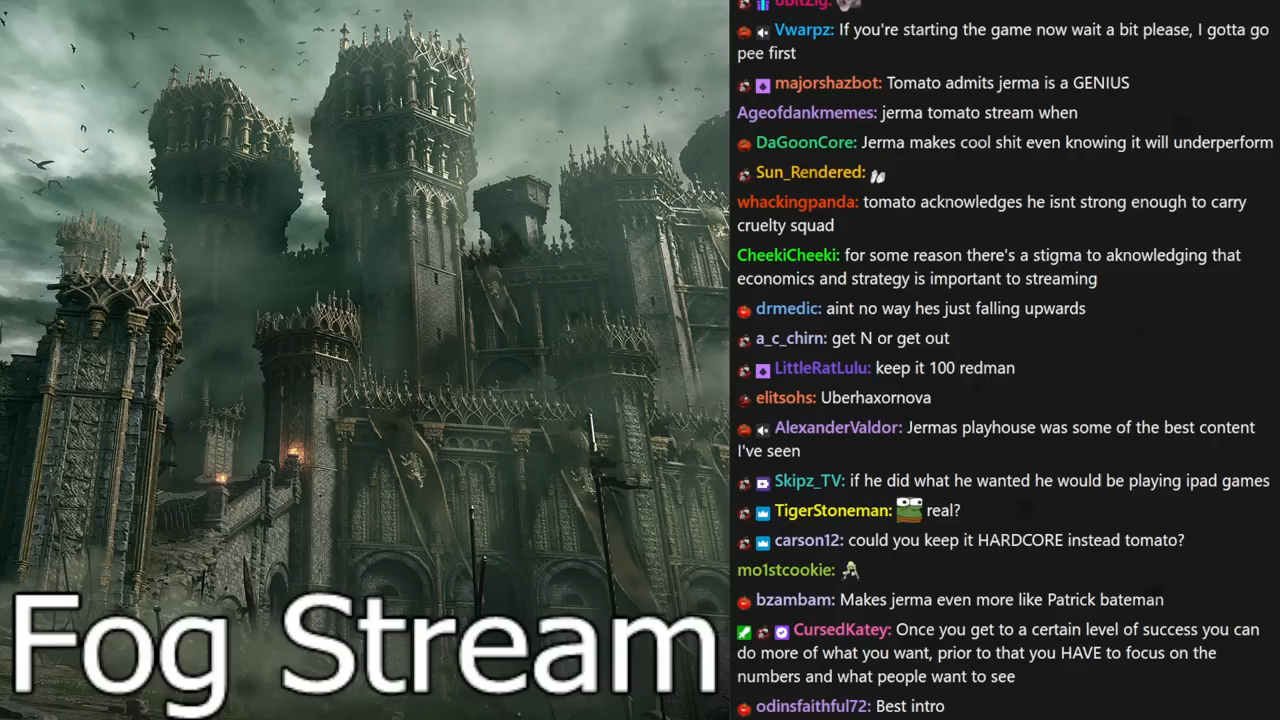 Fog Stream
obitZig:
Vwarpz: If you're starting the game now wait a bit please, I gotta go
pee first
majorshazbot: Tomato admits jerma is a GENIUS
Ageofdankmemes: jerma tomato stream when
DaGoonCore: Jerma makes cool shit even knowing it will underperform
Sun_Rendered:
whackingpanda: tomato acknowledges he isnt strong enough to carry
cruelty squad
CheekiCheeki: for some reason there's a stigma to aknowledging that
economics and strategy is important to streaming
drmedic: aint no way hes just falling upwards
a_c_chirn: get N or get out
LittleRatLulu: keep it 100 redman
elitsohs: Uberhaxornova
AlexanderValdor: Jermas playhouse was some of the best content
I've seen
Skipz_TV: if he did what he wanted he would be playing ipad games
TigerStoneman: real?
carson12: could you keep it HARDCORE instead tomato?
mo1stcookie:
bzambam: Makes jerma even more like Patrick bateman
CursedKatey: Once you get to a certain level of success you can
do more of what you want, prior to that you HAVE to focus on the
numbers and what people want to see
odinsfaithful72: Best intro